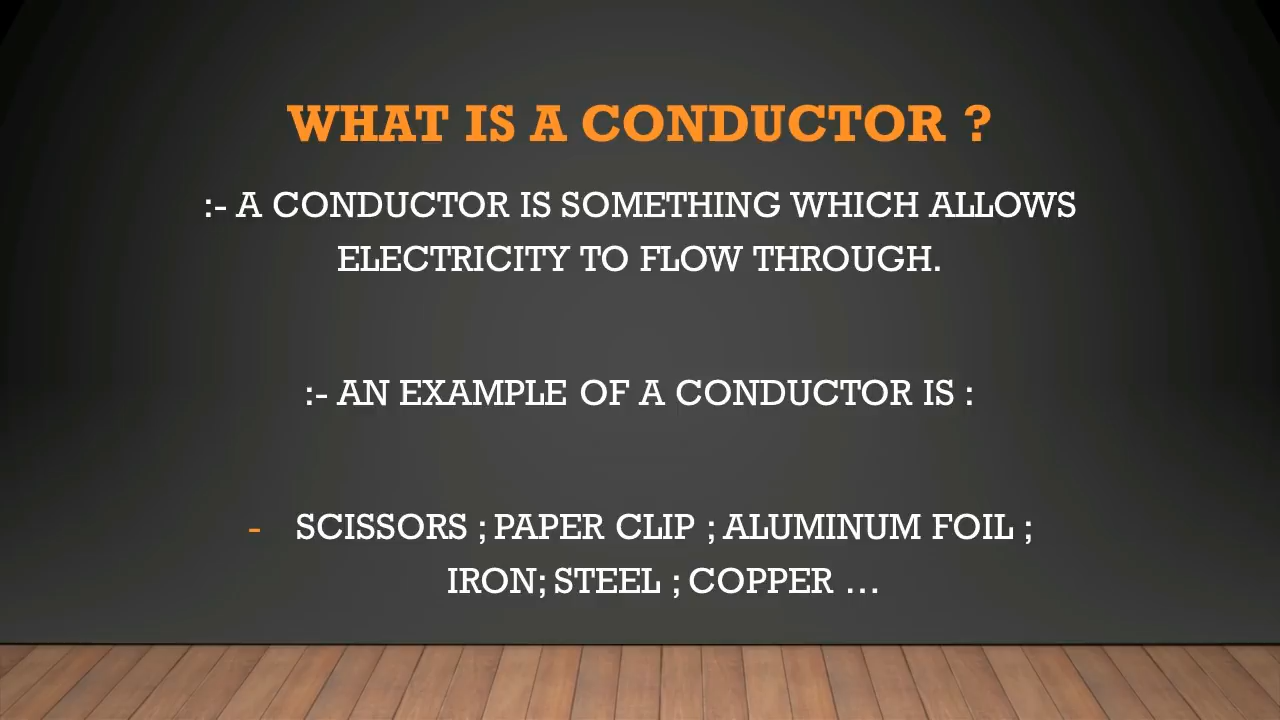 WHAT IS A CONDUCTOR ?
:- A CONDUCTOR IS SOMETHING WHICH ALLOWS
ELECTRICITY TO FLOW THROUGH.
:- AN EXAMPLE OF A CONDUCTOR IS :
- SCISSORS ; PAPER CLIP ; ALUMINUM FOIL ;
IRON; STEEL ; COPPER …